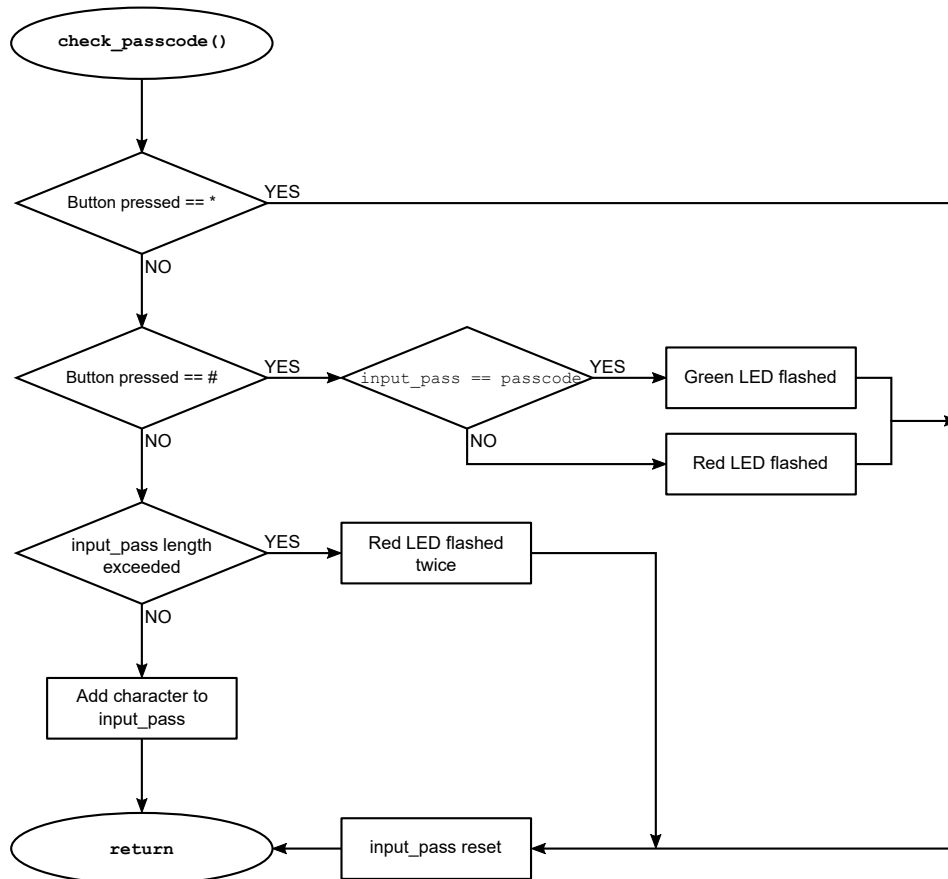 check_passcode()
Button pressed == *
YES
NO
Button pressed == #
YES
input_pass == passcode
YES
Green LED flashed
NO
NO
Red LED flashed
input_pass length
exceeded
YES
Red LED flashed
twice
NO
Add character to
input_pass
return
input_pass reset